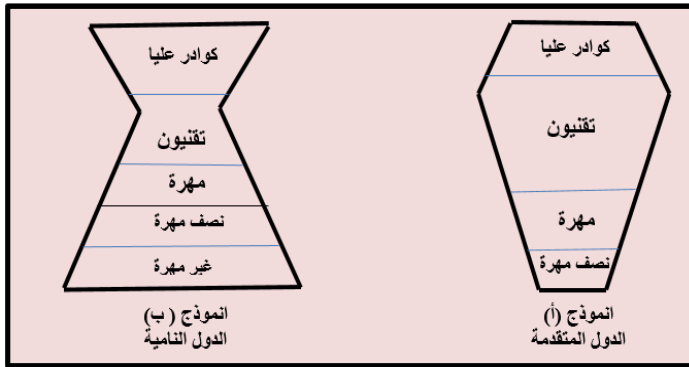 كوادر عليا
تقنيون
مهرة
نصف مهرة
انموذج (أ)
الدول المتقدمة
كوادر عليا
تقنيون
مهرة
نصف مهرة
غير مهرة
انموذج ( ب)
الدول النامية